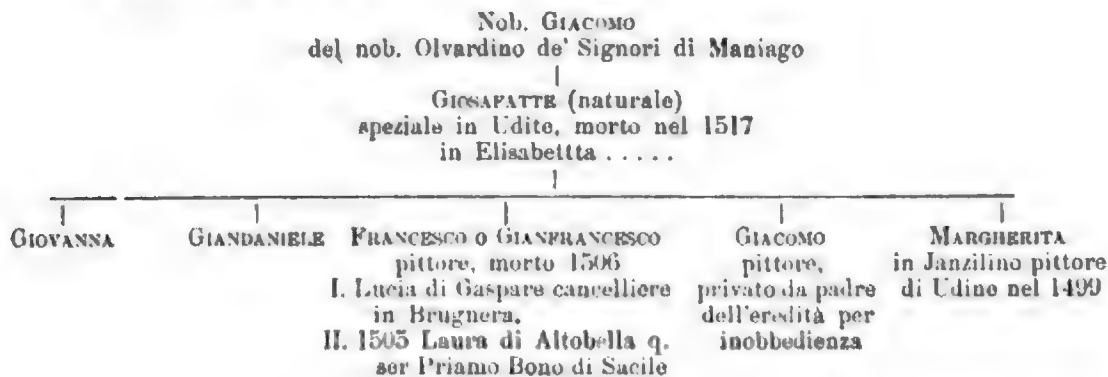 Nob. GIACOMO
del nob. Olvardino de' Signori di Maniago
GIOSAFATTE (naturale)
speziale in Udito, morto nel 1517
in Elisabettta . . . . .
GIOVANNA
GIANDANIELE
FRANCESCO o GIANFRANCESCO
pittore, morto 1506
I. Lucia di Gaspare cancelliere
in Brugnera.
II. 1505 Laura di Altobella q.
ser Priamo Bono di Sacile
GIACOMO
pittore,
privato da padre
dell'eredità per
inobbedienza
MARGHERITA
in Janzilino pittore
di Udine nel 1499